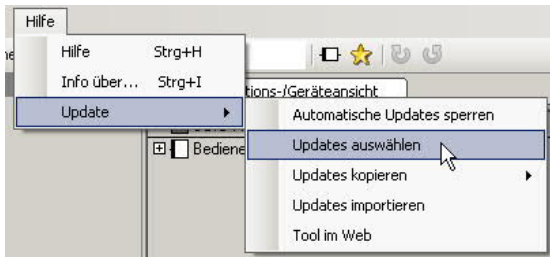 Hilfe
Hilfe Strg+H
Info über... Strg+I
Update
tions-/Geräteansicht
Automatische Updates sperren
Updates auswählen
Bediene
Updates kopieren
Updates importieren
Tool im Web